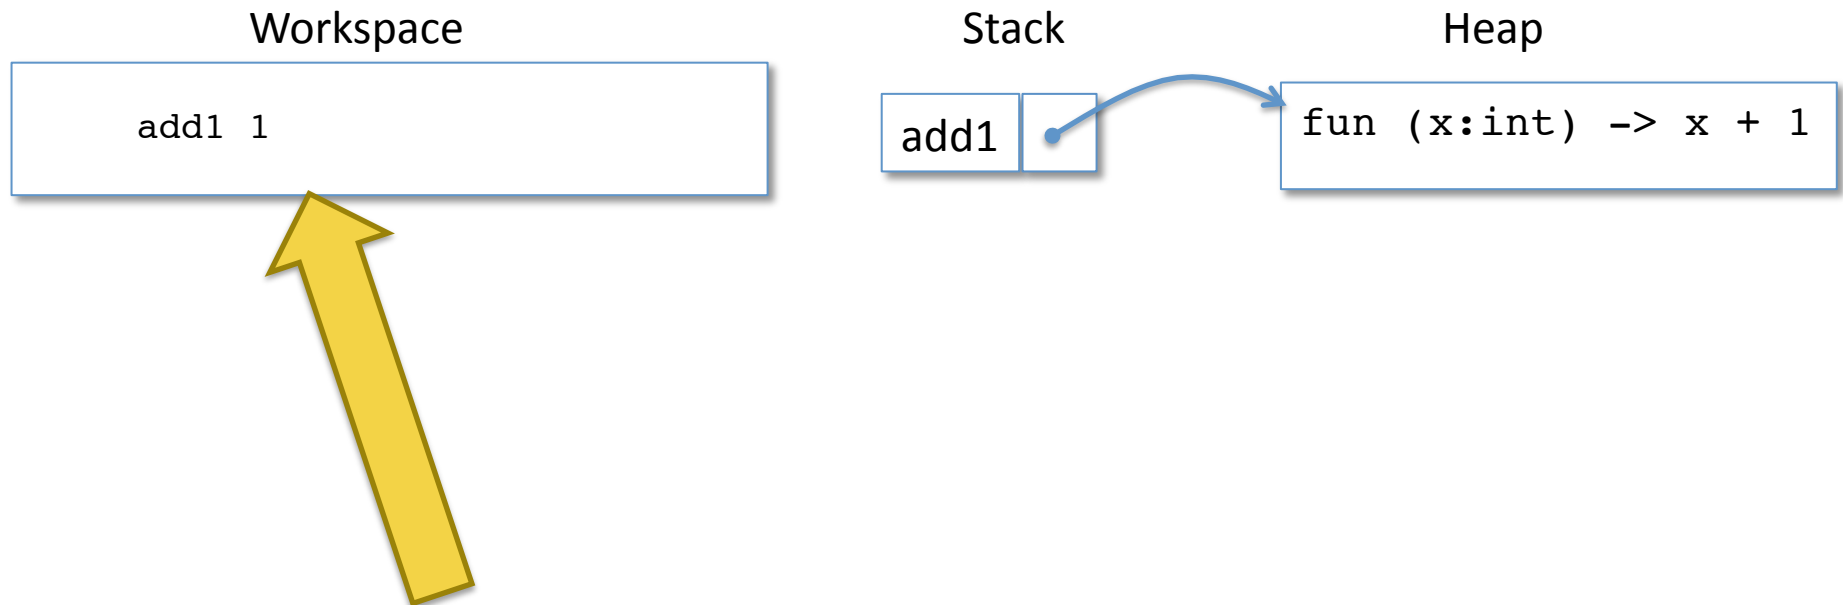 Workspace
Stack
Heap
add1 1
add1
fun (x:int) -> x + 1